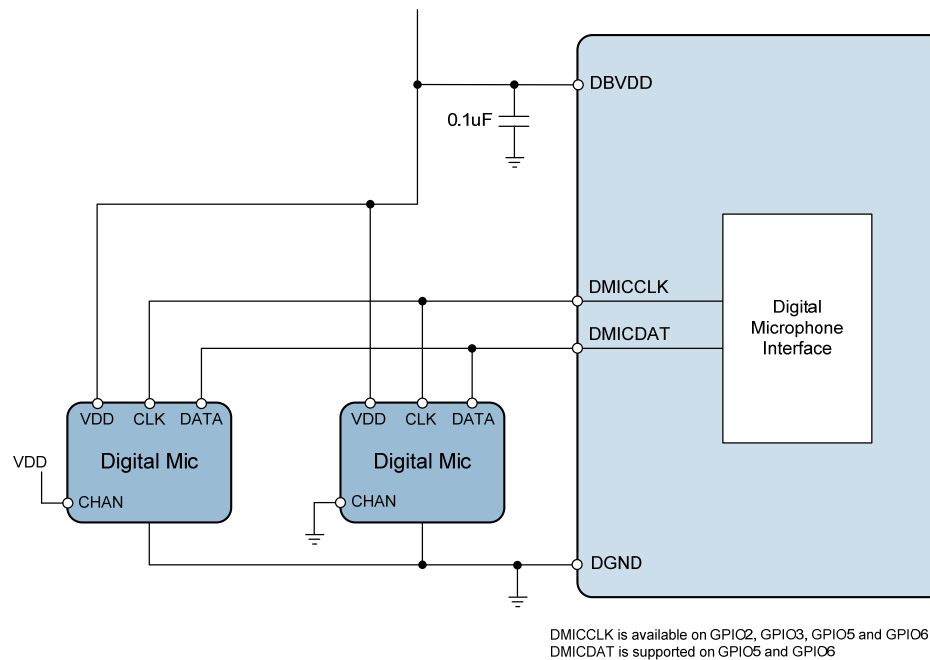 DBVDD
0.1uF
DMICCLK
Digital
Microphone
Interface
DMICDAT
VDD CLK DATA
Digital Mic
VDD
CHAN
VDD CLK DATA
Digital Mic
CHAN
DGND
DMICCLK is available on GPIO2, GPIO3, GPIO5 and GPIO6
DMICDAT is supported on GPIO5 and GPIO6